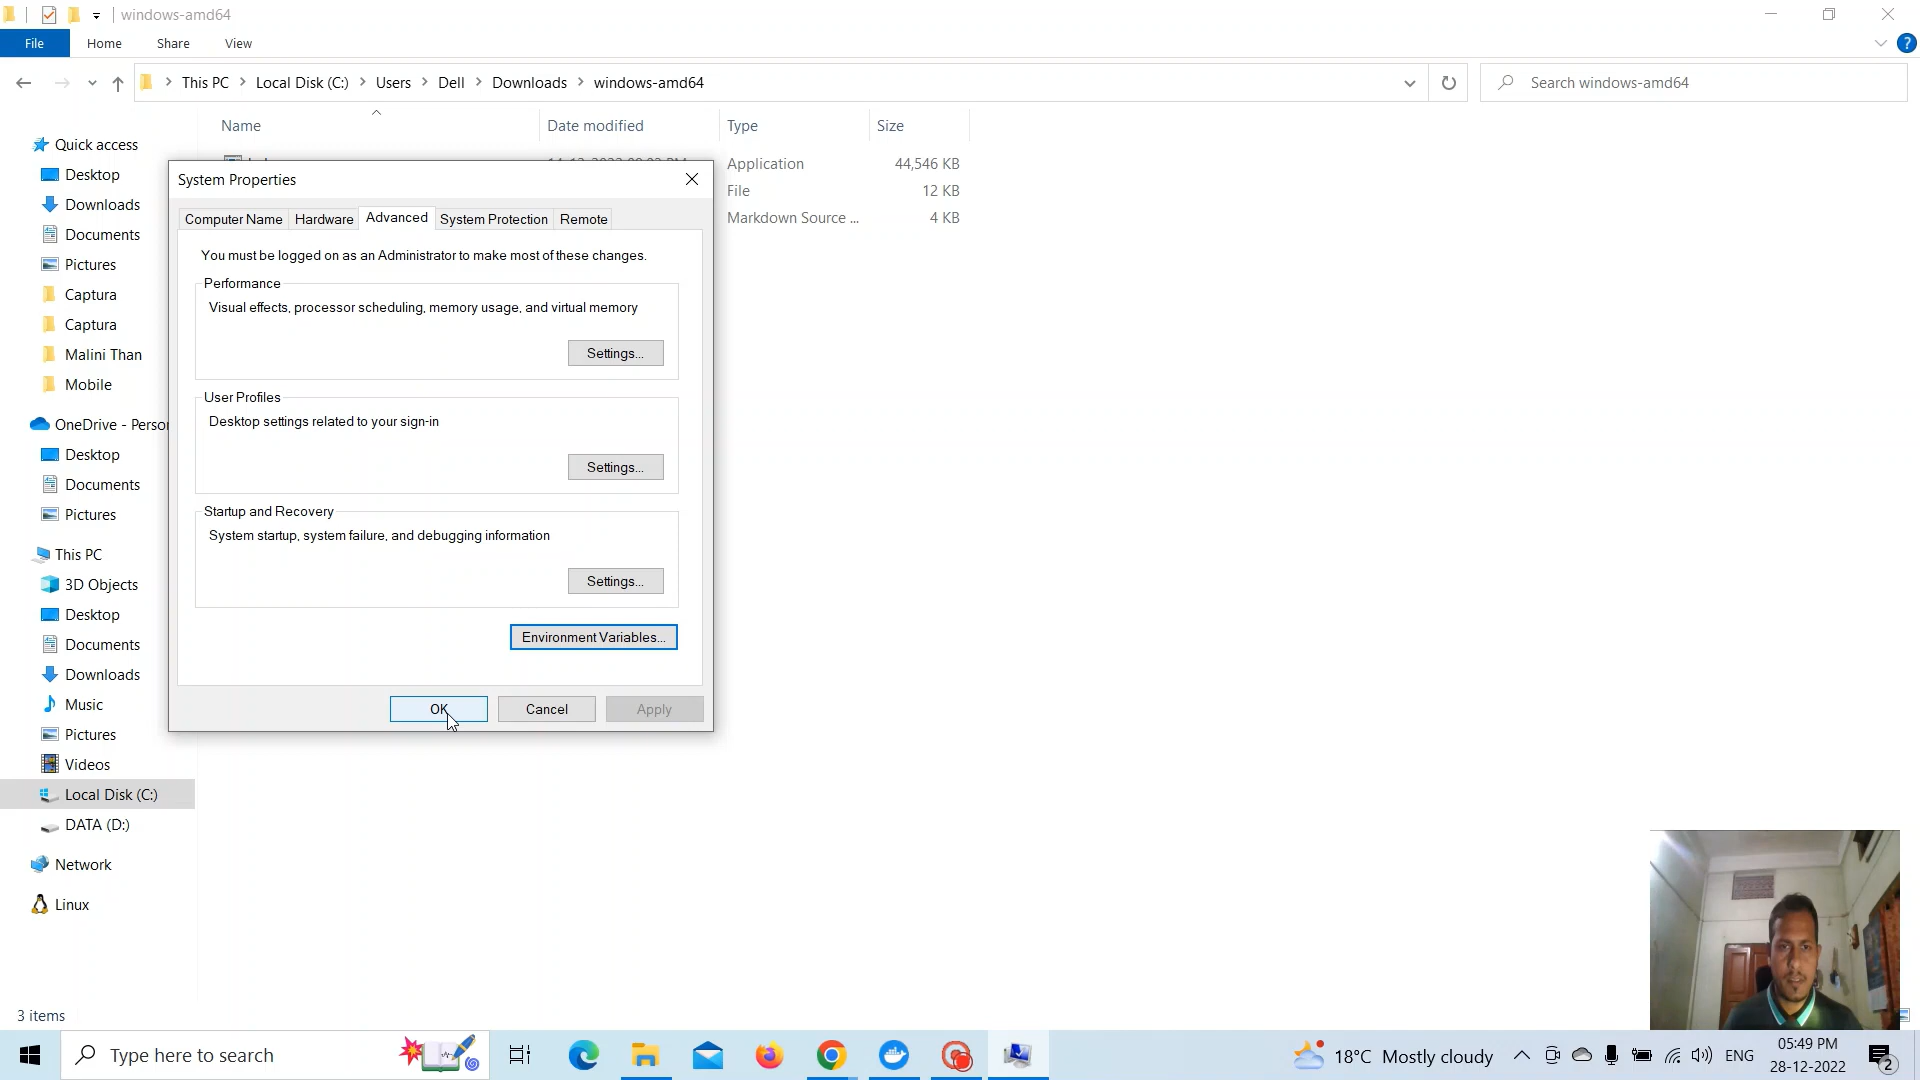 windows-amd64
File Home Share View
This PC Local Disk (C:) Users Dell Downloads windows-amd64
Search windows-amd64
Name Date modified Type Size
Application 44,546 KB
File 12 KB
Markdown Source ... 4 KB
Quick access
Desktop
Downloads
Documents
Pictures
Captura
Captura
Malini Than
Mobile
OneDrive - Person
Desktop
Documents
Pictures
This PC
3D Objects
Desktop
Documents
Downloads
Music
Pictures
Videos
Local Disk (C:)
DATA (D:)
Network
Linux
System Properties
Computer Name Hardware Advanced System Protection Remote
You must be logged on as an Administrator to make most of these changes.
Performance
Visual effects, processor scheduling, memory usage, and virtual memory
Settings...
User Profiles
Desktop settings related to your sign-in
Settings...
Startup and Recovery
System startup, system failure, and debugging information
Settings...
Environment Variables...
OK Cancel Apply
3 items
Type here to search
18°C Mostly cloudy
ENG
05:49 PM
28-12-2022
2